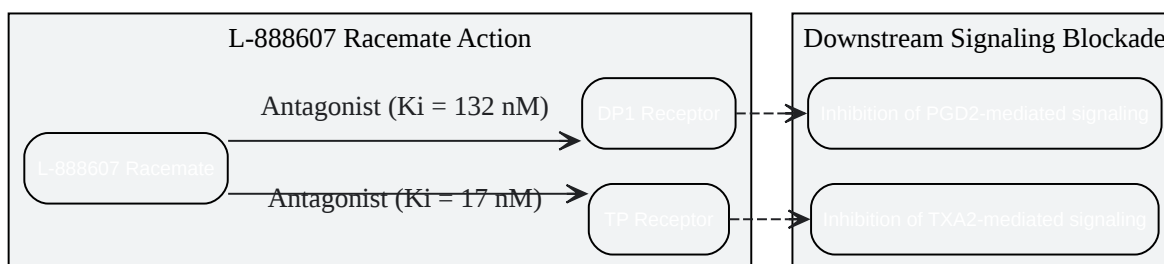 L-888607 Racemate Action
Downstream Signaling Blockade
Antagonist (Ki = 132 nM)
DP1 Receptor
Inhibition of PGD2-mediated signaling
L-888607 Racemate
Antagonist (Ki = 17 nM)
TP Receptor
Inhibition of TXA2-mediated signaling